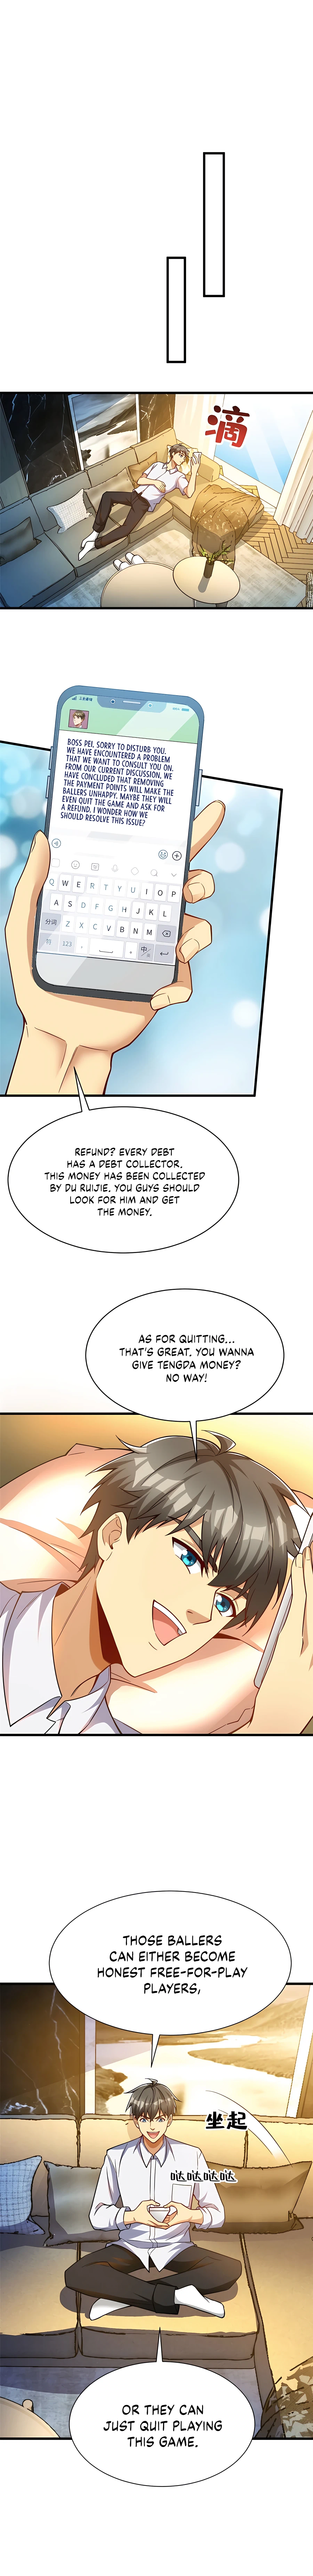 滴
BOSS PEI, SORRY TO DISTURB YOU.
WE HAVE ENCOUNTERED A PROBLEM
THAT WE WANT TO CONSULT YOU ON.
FROM OUR CURRENT DISCUSSION, WE
HAVE CONCLUDED THAT REMOVING
THE PAYMENT POINTS WILL MAKE THE
BALLERS UNHAPPY. MAYBE THEY WILL
EVEN QUIT THE GAME AND ASK FOR
A REFUND. I WONDER HOW WE
SHOULD RESOLVE THIS ISSUE?
Q W E R T Y U I O P
A S D F G H J K L
分词 Z X C V B N M
123 中
REFUND? EVERY DEBT
HAS A DEBT COLLECTOR.
THIS MONEY HAS BEEN COLLECTED
BY DU RUIJIE. YOU GUYS SHOULD
LOOK FOR HIM AND GET
THE MONEY.
AS FOR QUITTING...
THAT'S GREAT. YOU WANNA
GIVE TENGDA MONEY?
NO WAY!
THOSE BALLERS
CAN EITHER BECOME
HONEST FREE-FOR-PLAY
PLAYERS,
坐起
哒哒哒哒
OR THEY CAN
JUST QUIT PLAYING
THIS GAME.